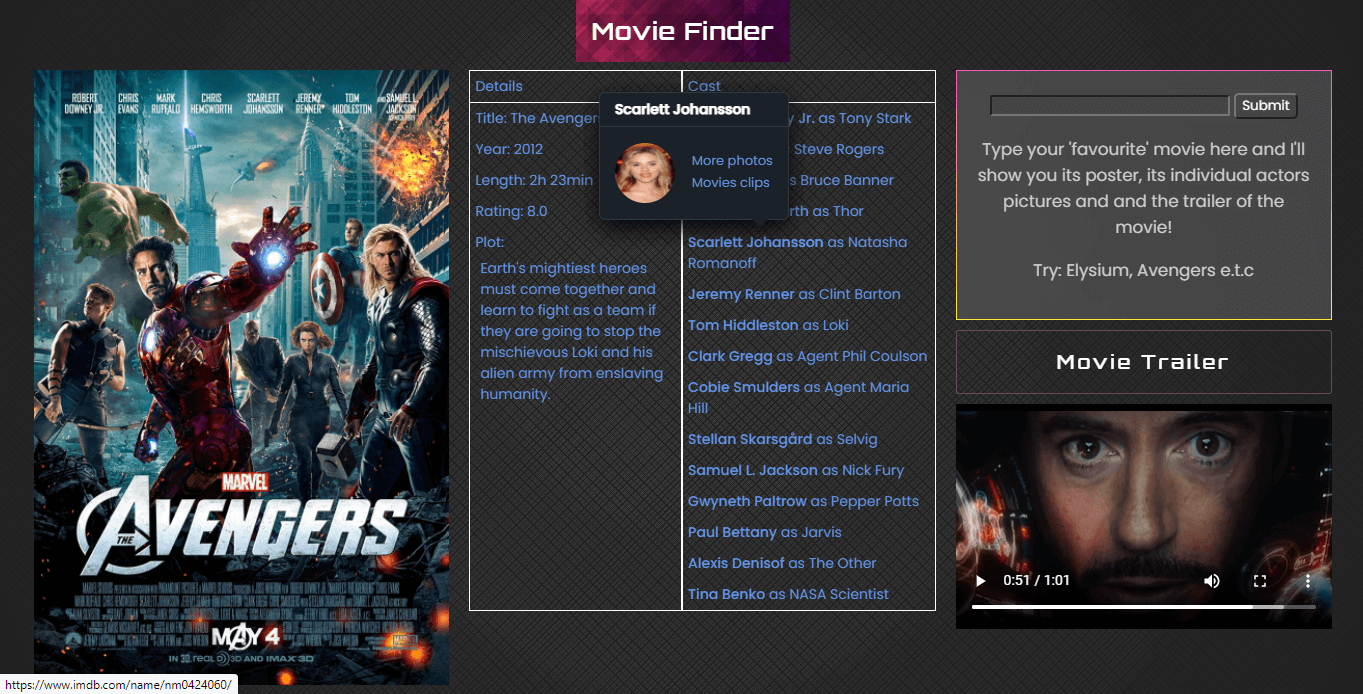 Movie Finder
ROBERT DOWNEY JR.
CHRIS EVANS
MARK RUFFALO
CHRIS HEMSWORTH
SCARLETT JOHANSSON
JEREMY RENNER
TOM HIDDLESTON
AND SAMUEL L. JACKSON
MARVEL
THE AVENGERS
MAY 4
IN REAL D 3D AND IMAX 3D
Details
Title: The Avengers
Year: 2012
Length: 2h 23min
Rating: 8.0
Plot:
Earth's mightiest heroes
must come together and
learn to fight as a team if
they are going to stop the
mischievous Loki and his
alien army from enslaving
humanity.
Cast
y Jr. as Tony Stark
Steve Rogers
s Bruce Banner
rth as Thor
Scarlett Johansson
More photos
Movies clips
Scarlett Johansson as Natasha
Romanoff
Jeremy Renner as Clint Barton
Tom Hiddleston as Loki
Clark Gregg as Agent Phil Coulson
Cobie Smulders as Agent Maria
Hill
Stellan Skarsgård as Selvig
Samuel L. Jackson as Nick Fury
Gwyneth Paltrow as Pepper Potts
Paul Bettany as Jarvis
Alexis Denisof as The Other
Tina Benko as NASA Scientist
Submit
Type your 'favourite' movie here and I'll
show you its poster, its individual actors
pictures and and the trailer of the
movie!
Try: Elysium, Avengers e.t.c
Movie Trailer
0:51 / 1:01
https://www.imdb.com/name/nm0424060/